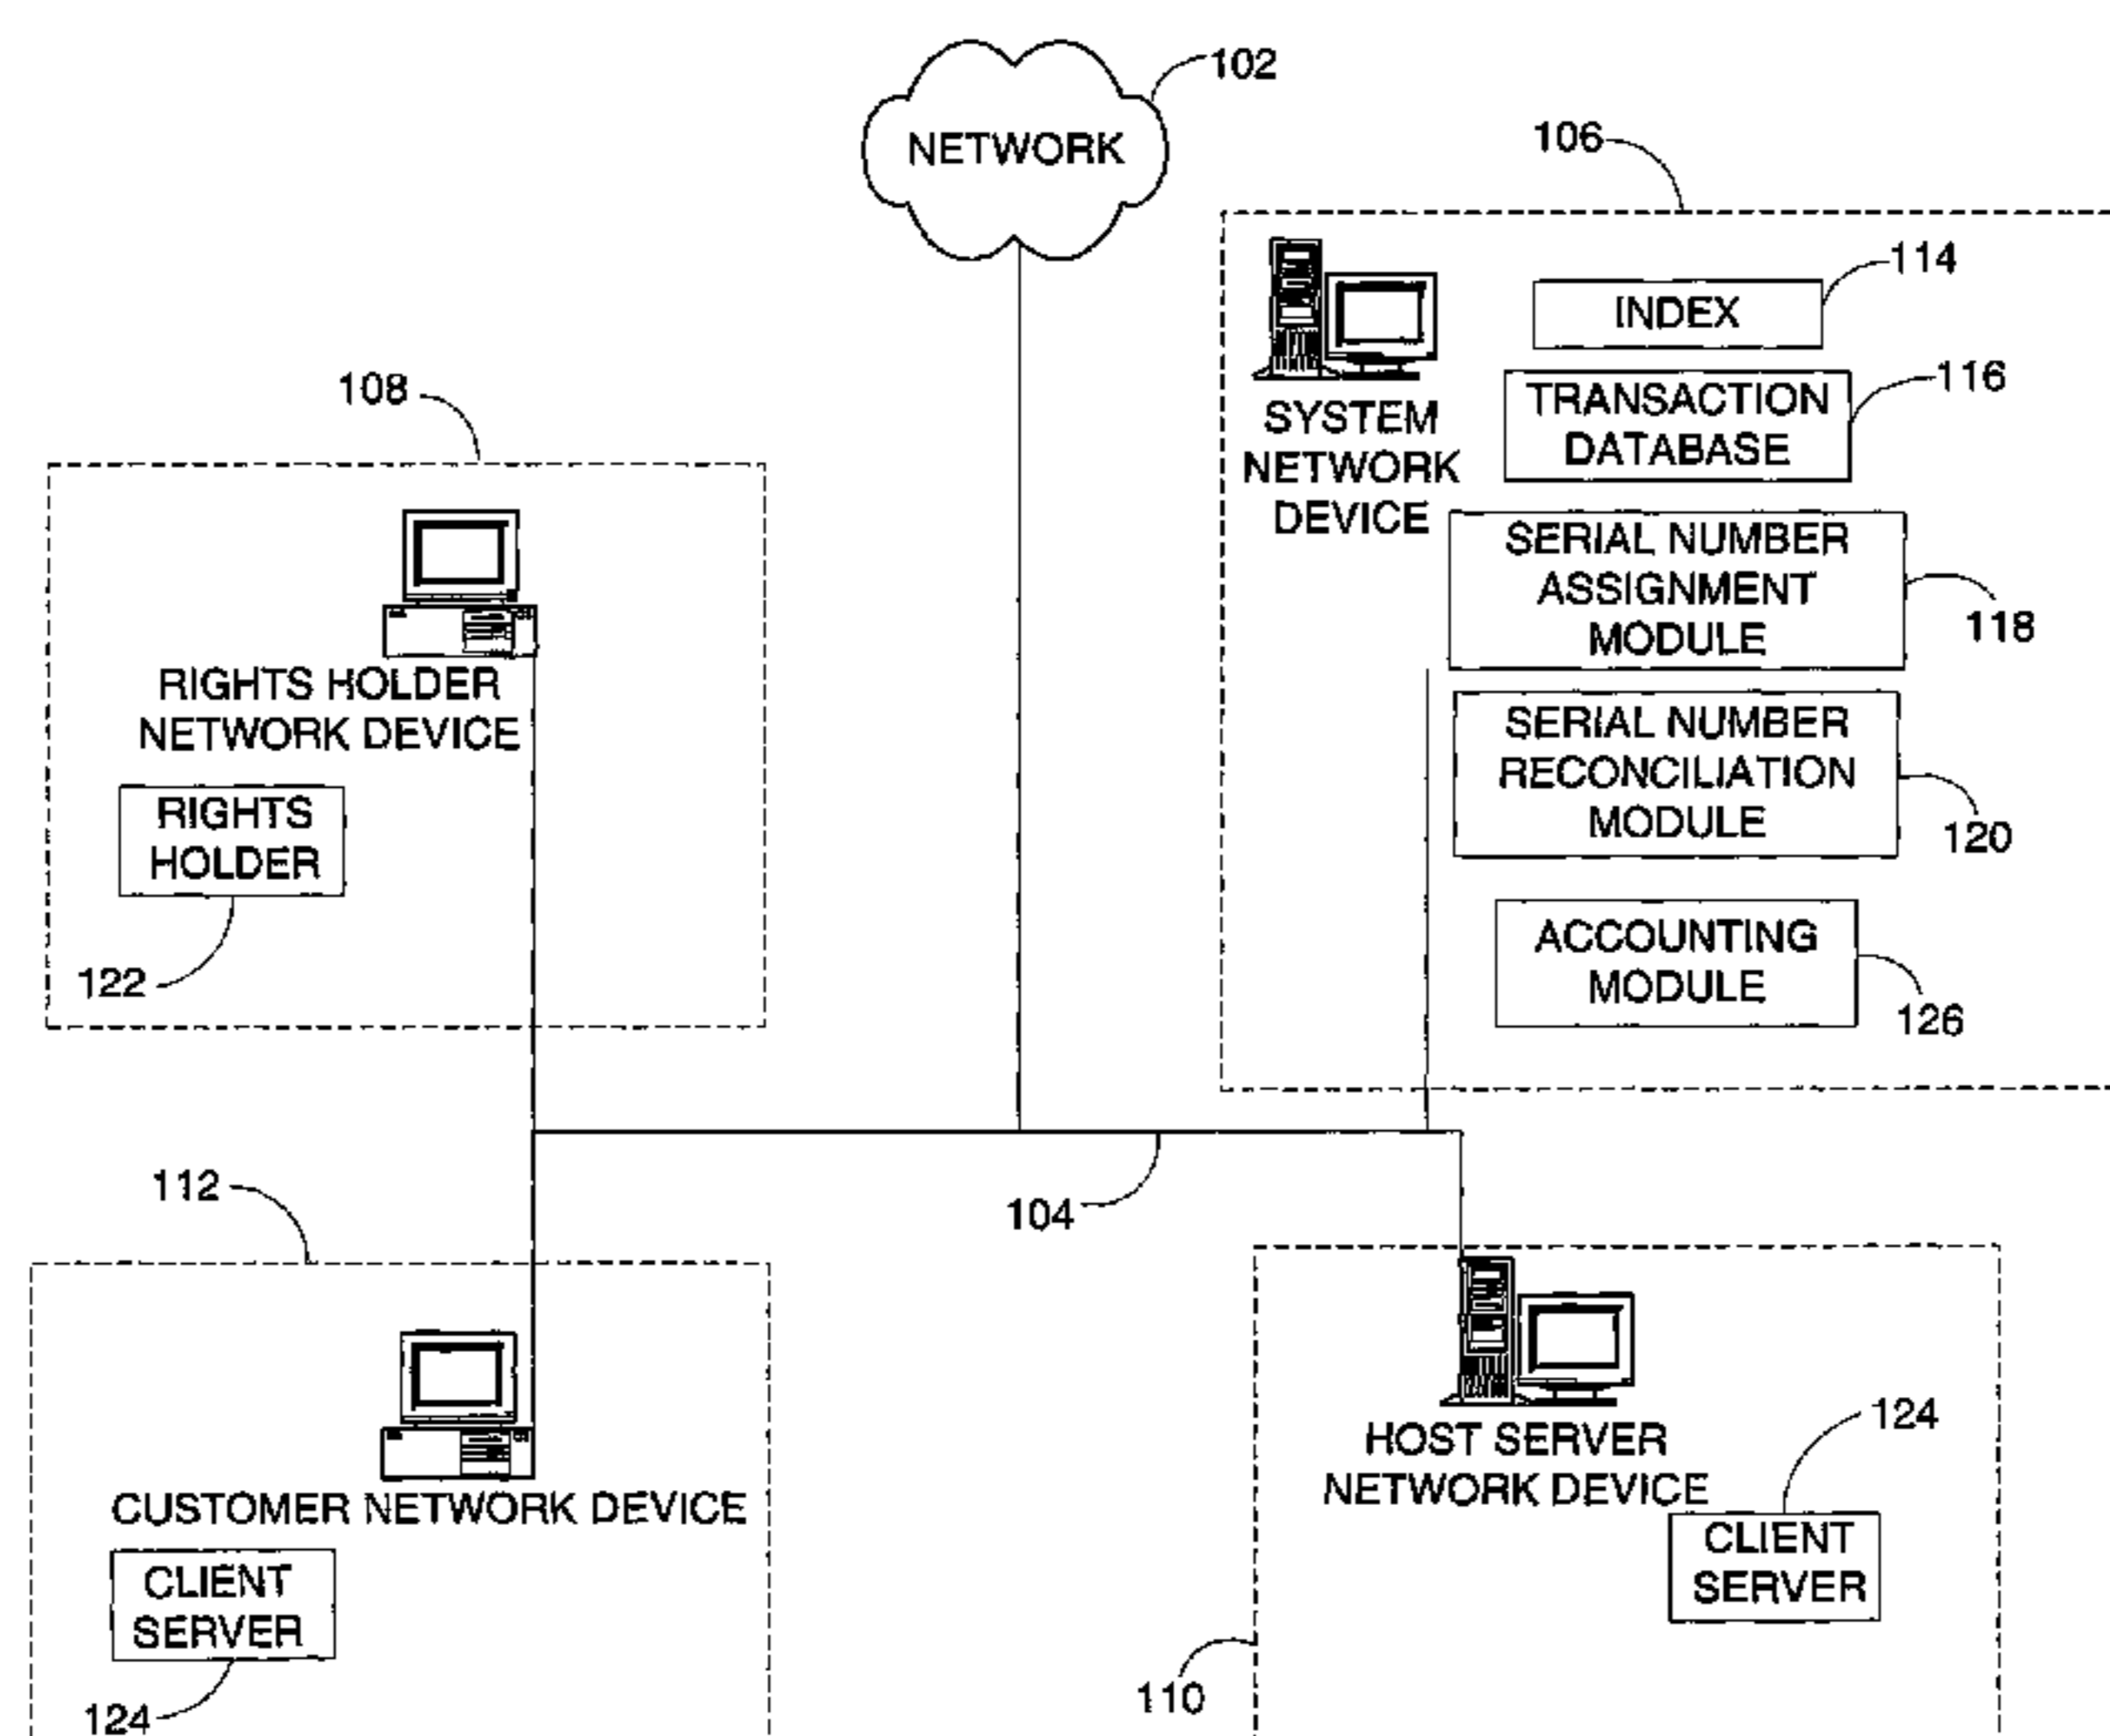 102
NETWORK
106
114
INDEX
116
TRANSACTION
DATABASE
SYSTEM
NETWORK
DEVICE
108
SERIAL NUMBER
ASSIGNMENT
MODULE
118
RIGHTS HOLDER
NETWORK DEVICE
SERIAL NUMBER
RECONCILIATION
MODULE
120
RIGHTS
HOLDER
122
ACCOUNTING
MODULE
126
112
104
CUSTOMER NETWORK DEVICE
CLIENT
SERVER
124
HOST SERVER
NETWORK DEVICE
124
CLIENT
SERVER
110